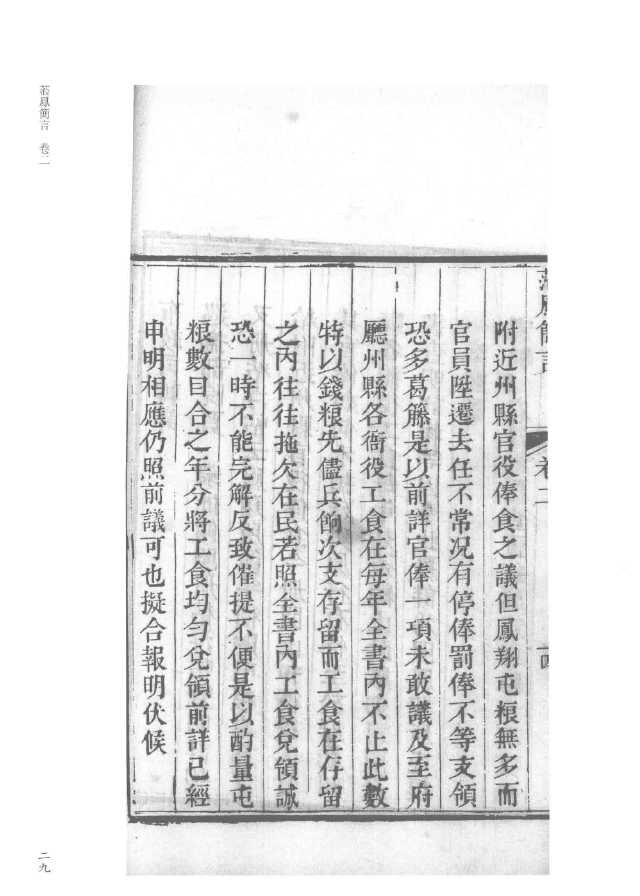 附近州縣官役俸食之議但鳳翔屯粮無多而
官員陞遷去任不常况有停俸罰俸不等支領
恐多葛籐是以前詳官俸一項未敢議及至府
廳州縣各衙役工食在每年全書內不止此數
特以錢粮先儘兵餉次支存留而工食在存留
之內往往拖欠在民若照全書內工食兌領誠
恐一時不能完解反致催提不便是以酌量屯
粮數目合之年分將工食均勻兌領前詳已經
申明相應仍照前議可也擬合報明伏候
卷二
鳳簡言 卷二
二九